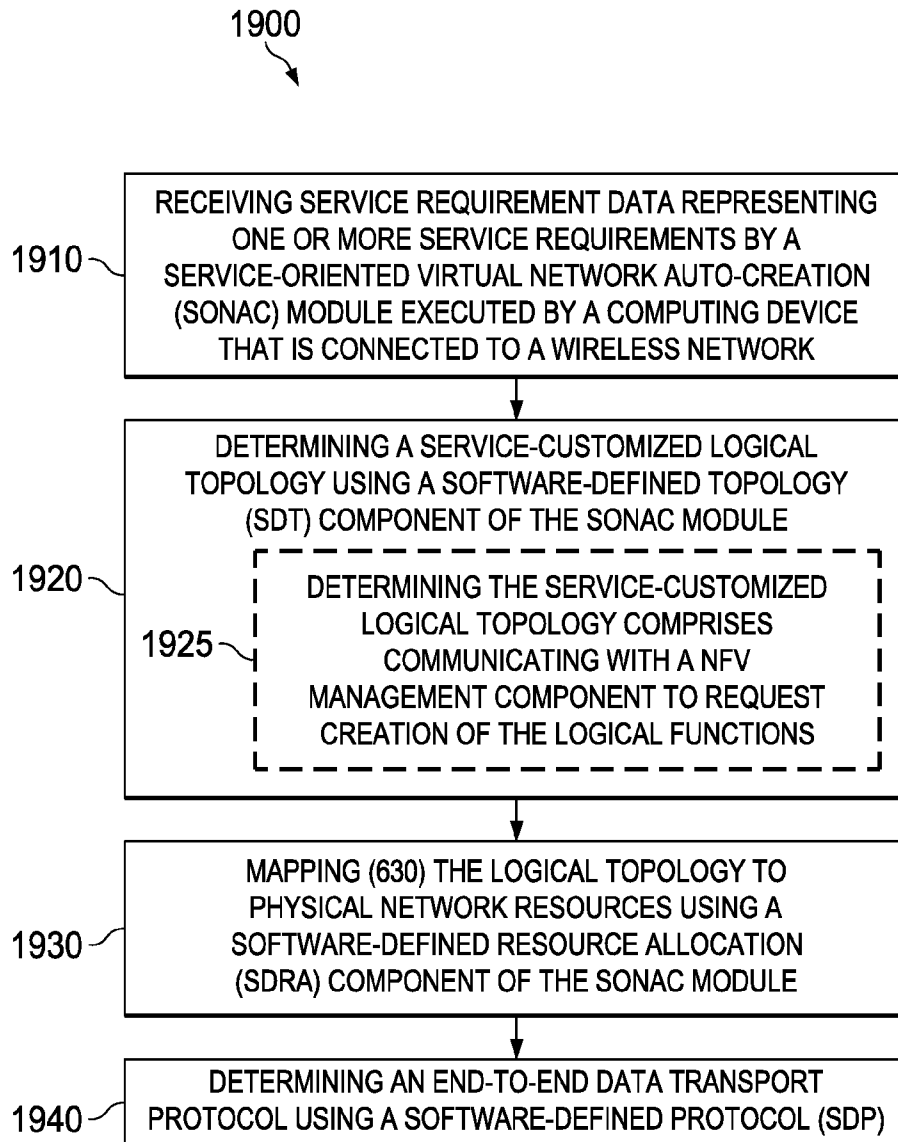 1900
1910
RECEIVING SERVICE REQUIREMENT DATA REPRESENTING
ONE OR MORE SERVICE REQUIREMENTS BY A
SERVICE-ORIENTED VIRTUAL NETWORK AUTO-CREATION
(SONAC) MODULE EXECUTED BY A COMPUTING DEVICE
THAT IS CONNECTED TO A WIRELESS NETWORK
1920
DETERMINING A SERVICE-CUSTOMIZED LOGICAL
TOPOLOGY USING A SOFTWARE-DEFINED TOPOLOGY
(SDT) COMPONENT OF THE SONAC MODULE
1925
DETERMINING THE SERVICE-CUSTOMIZED
LOGICAL TOPOLOGY COMPRISES
COMMUNICATING WITH A NFV
MANAGEMENT COMPONENT TO REQUEST
CREATION OF THE LOGICAL FUNCTIONS
1930
MAPPING (630) THE LOGICAL TOPOLOGY TO
PHYSICAL NETWORK RESOURCES USING A
SOFTWARE-DEFINED RESOURCE ALLOCATION
(SDRA) COMPONENT OF THE SONAC MODULE
1940
DETERMINING AN END-TO-END DATA TRANSPORT
PROTOCOL USING A SOFTWARE-DEFINED PROTOCOL (SDP)